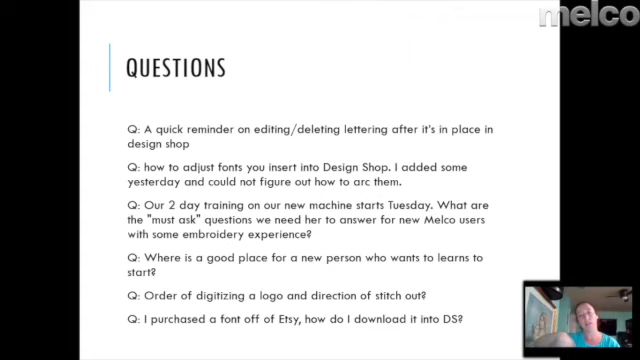 melco
QUESTIONS
Q: A quick reminder on editing/deleting lettering after it's in place in
design shop
Q: how to adjust fonts you insert into Design Shop. I added some
yesterday and could not figure out how to arc them.
Q: Our 2 day training on our new machine starts Tuesday. What are
the "must ask" questions we need her to answer for new Melco users
with some embroidery experience?
Q: Where is a good place for a new person who wants to learns to
start?
Q: Order of digitizing a logo and direction of stitch out?
Q: I purchased a font off of Etsy, how do I download it into DS?